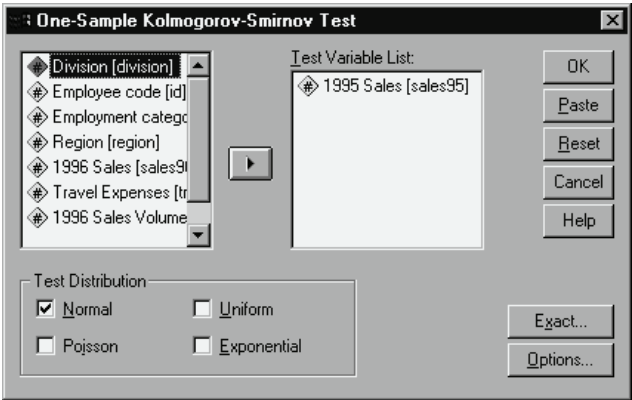 One-Sample Kolmogorov-Smirnov Test
Division [division]
Employee code [id]
Employment catego
Region [region]
1996 Sales [sales9
Travel Expenses [tr
1996 Sales Volume
Test Variable List:
1995 Sales [sales95]
OK
Paste
Reset
Cancel
Help
Test Distribution
Normal
Uniform
Poisson
Exponential
Exact...
Options...